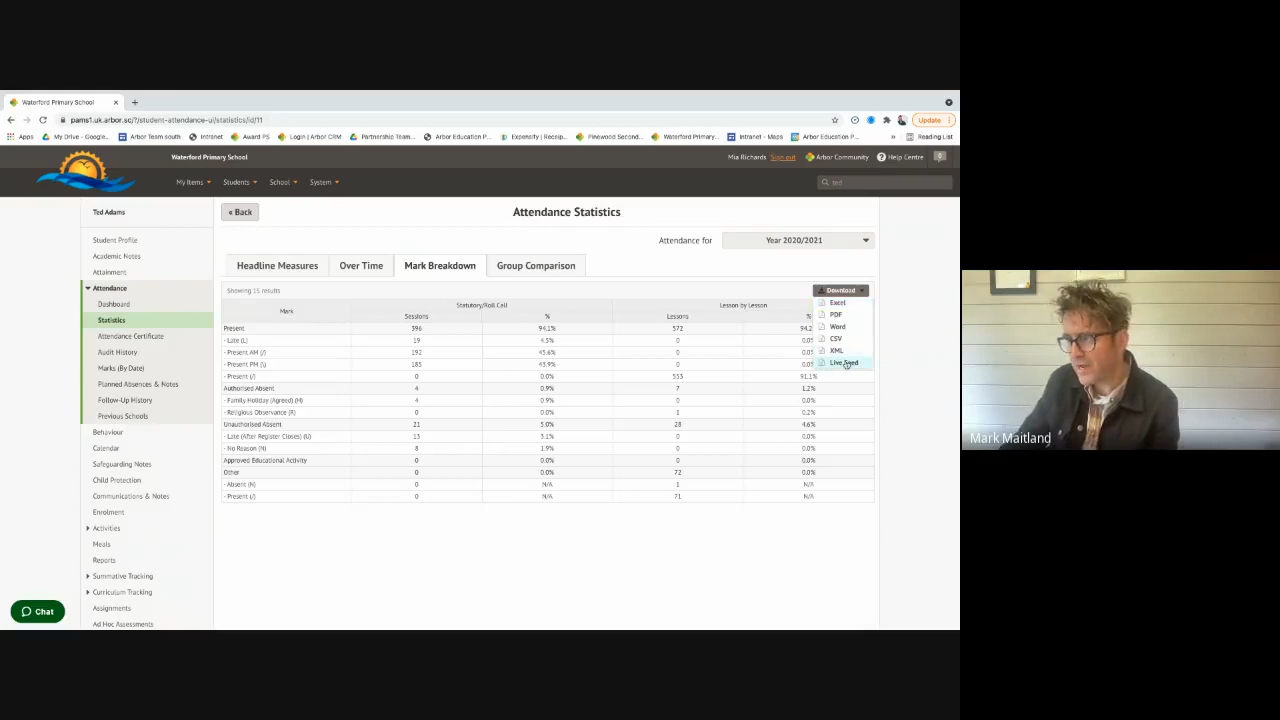 Waterford Primary School
pams1.uk.arbor.sc/?/student-attendance-ui/statistics/id/11
Update
Apps My Drive - Google... Arbor Team south Intranet Award PS Login | Arbor CRM Partnership Team... Arbor Education P... Expensify | Receip... Pinewood Second... Waterford Primary... Intranet - Maps Arbor Education P... » Reading List
Waterford Primary School
Mia Richards Sign out Arbor Community Help Centre 0
My Items Students School System
ted
Ted Adams
Student Profile
Academic Notes
Attainment
Attendance
Dashboard
Statistics
Attendance Certificate
Audit History
Marks (By Date)
Planned Absences & Notes
Follow-Up History
Previous Schools
Behaviour
Calendar
Safeguarding Notes
Child Protection
Communications & Notes
Enrolment
Activities
Meals
Reports
Summative Tracking
Curriculum Tracking
Assignments
Ad Hoc Assessments
Chat
« Back
Attendance Statistics
Attendance for Year 2020/2021
Headline Measures Over Time Mark Breakdown Group Comparison
Showing 15 results
Download
Excel
PDF
Word
CSV
XML
Live Feed
Mark Statutory/Roll Call Lesson by Lesson
Sessions % Lessons %
Present 396 94.1% 572 94.2
- Late (L) 19 4.5% 0 0.0
- Present AM (/) 192 45.6% 0 0.0
- Present PM (\) 185 43.9% 0 0.0
- Present (/) 0 0.0% 553 91.1%
Authorised Absent 4 0.9% 7 1.2%
- Family Holiday (Agreed) (H) 4 0.9% 0 0.0%
- Religious Observance (R) 0 0.0% 1 0.2%
Unauthorised Absent 21 5.0% 28 4.6%
- Late (After Register Closes) (U) 13 3.1% 0 0.0%
- No Reason (N) 8 1.9% 0 0.0%
Approved Educational Activity 0 0.0% 0 0.0%
Other 0 0.0% 72 0.0%
- Absent (N) 0 N/A 1 N/A
- Present (/) 0 N/A 71 N/A
Mark Maitland